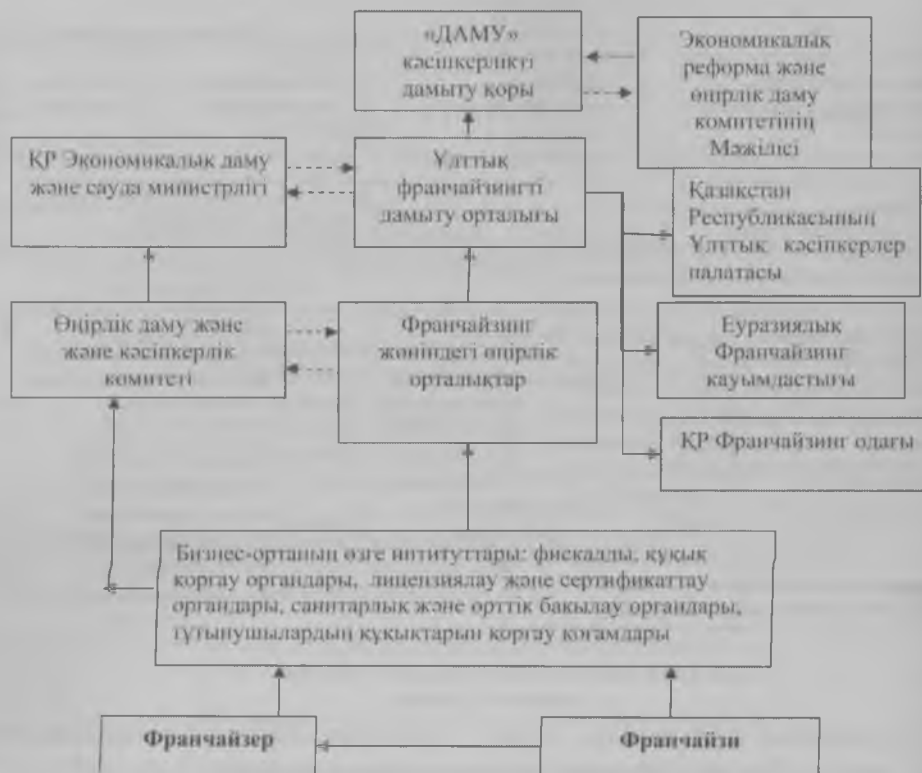 «ДАМУ»
кәсіпкерлікті
дамыту қоры
Экономикалық
реформа және
өңірлік даму
комитетінің
Мәжілісі
ҚР Экономикалық даму
және сауда министрлігі
Ұлттық
франчайзингті
дамыту орталығы
Қазақстан
Республикасының
Ұлттық кәсіпкерлер
палатасы
Өңірлік даму және
және кәсіпкерлік
комитеті
Франчайзинг
жөніндегі өңірлік
орталықтар
Еуразиялық
Франчайзинг
қауымдастығы
ҚР Франчайзинг одағы
Бизнес-ортаның өзге интитуттары: фискалды, құқық
қорғау органдары, лицензиялау және сертификаттау
органдары, санитарлық және өрттік бақылау органдары,
тұтынушылардың құқықтарын қорғау қоғамдары
Франчайзер
Франчайзи